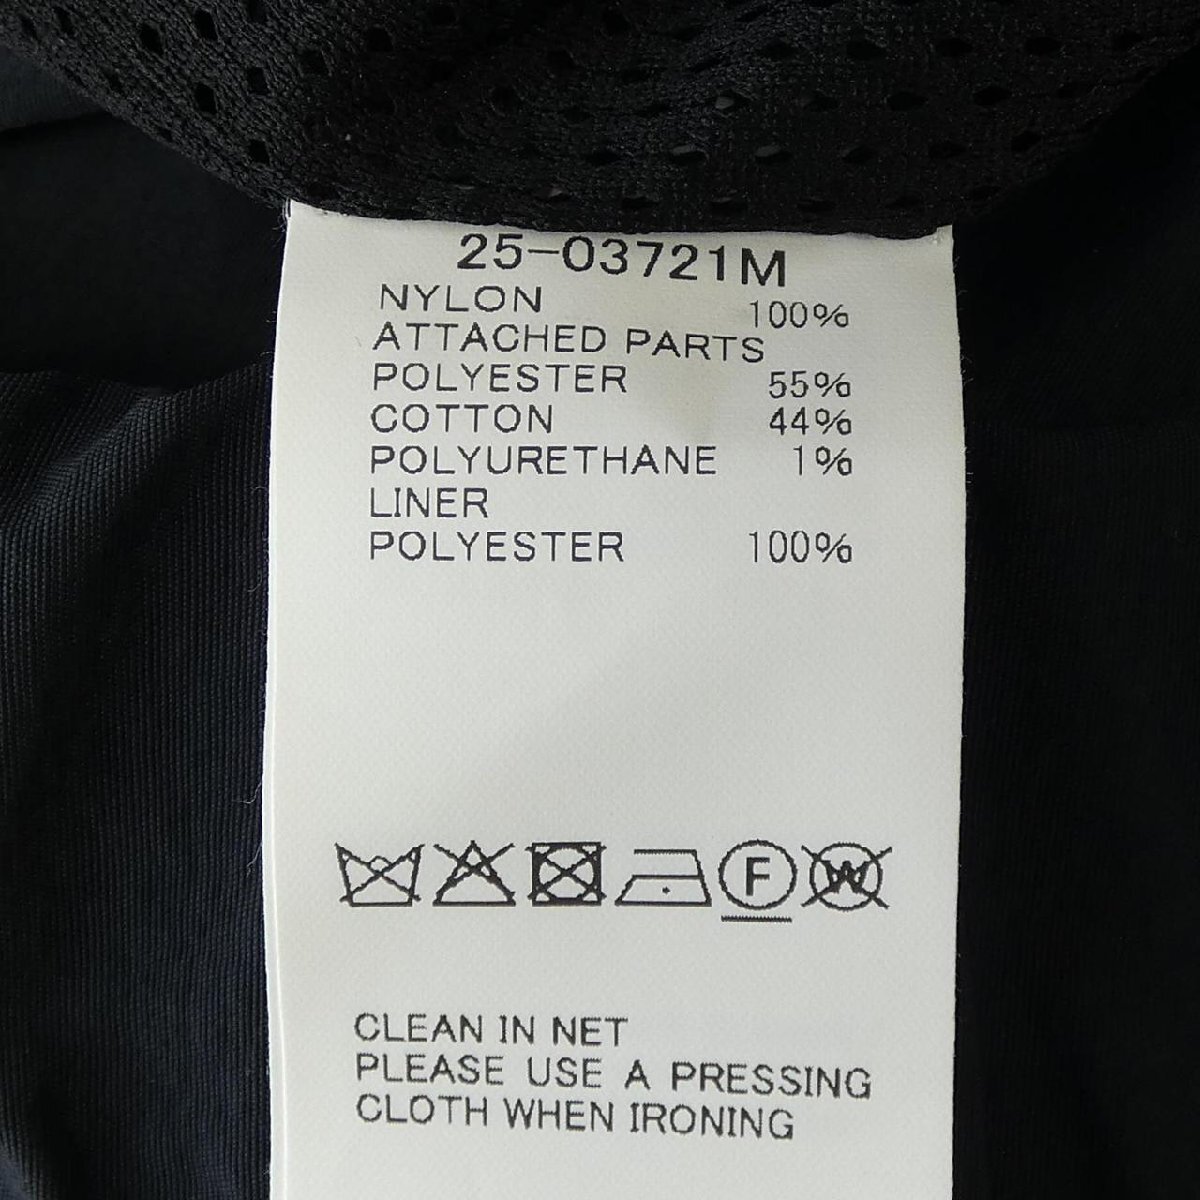 25-03721M
NYLON 100%
ATTACHED PARTS
POLYESTER 55%
COTTON 44%
POLYURETHANE 1%
LINER
POLYESTER 100%
F W
CLEAN IN NET
PLEASE USE A PRESSING
CLOTH WHEN IRONING